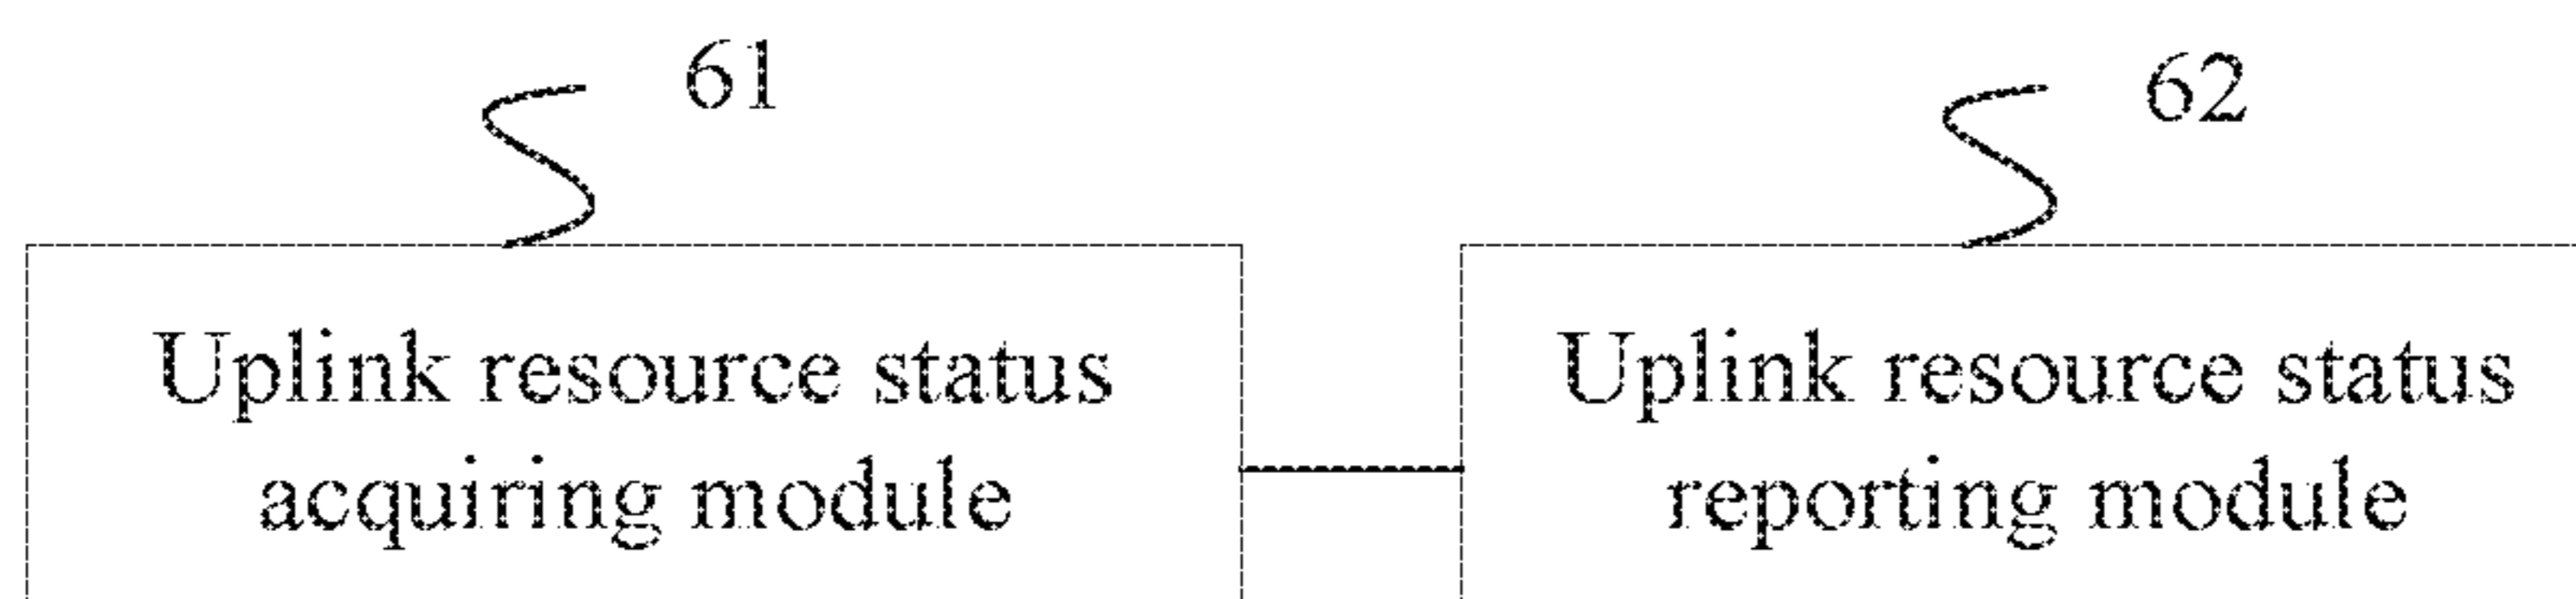 61
62
Uplink resource status
acquiring module
Uplink resource status
reporting module